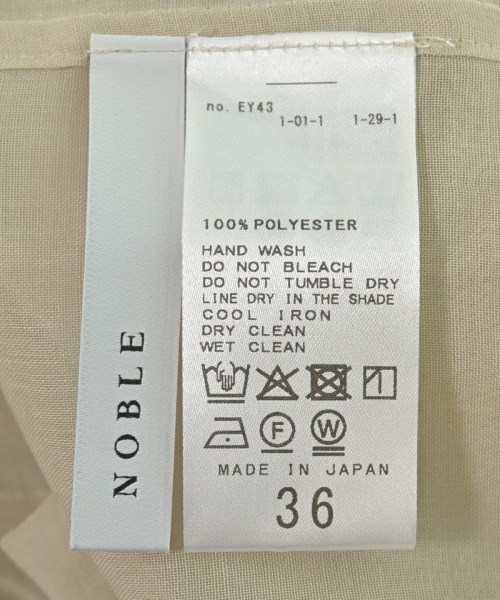 NOBLE
no. EY43
1-01-1 1-29-1
100% POLYESTER
HAND WASH
DO NOT BLEACH
DO NOT TUMBLE DRY
LINE DRY IN THE SHADE
COOL IRON
DRY CLEAN
WET CLEAN
F W
MADE IN JAPAN
36